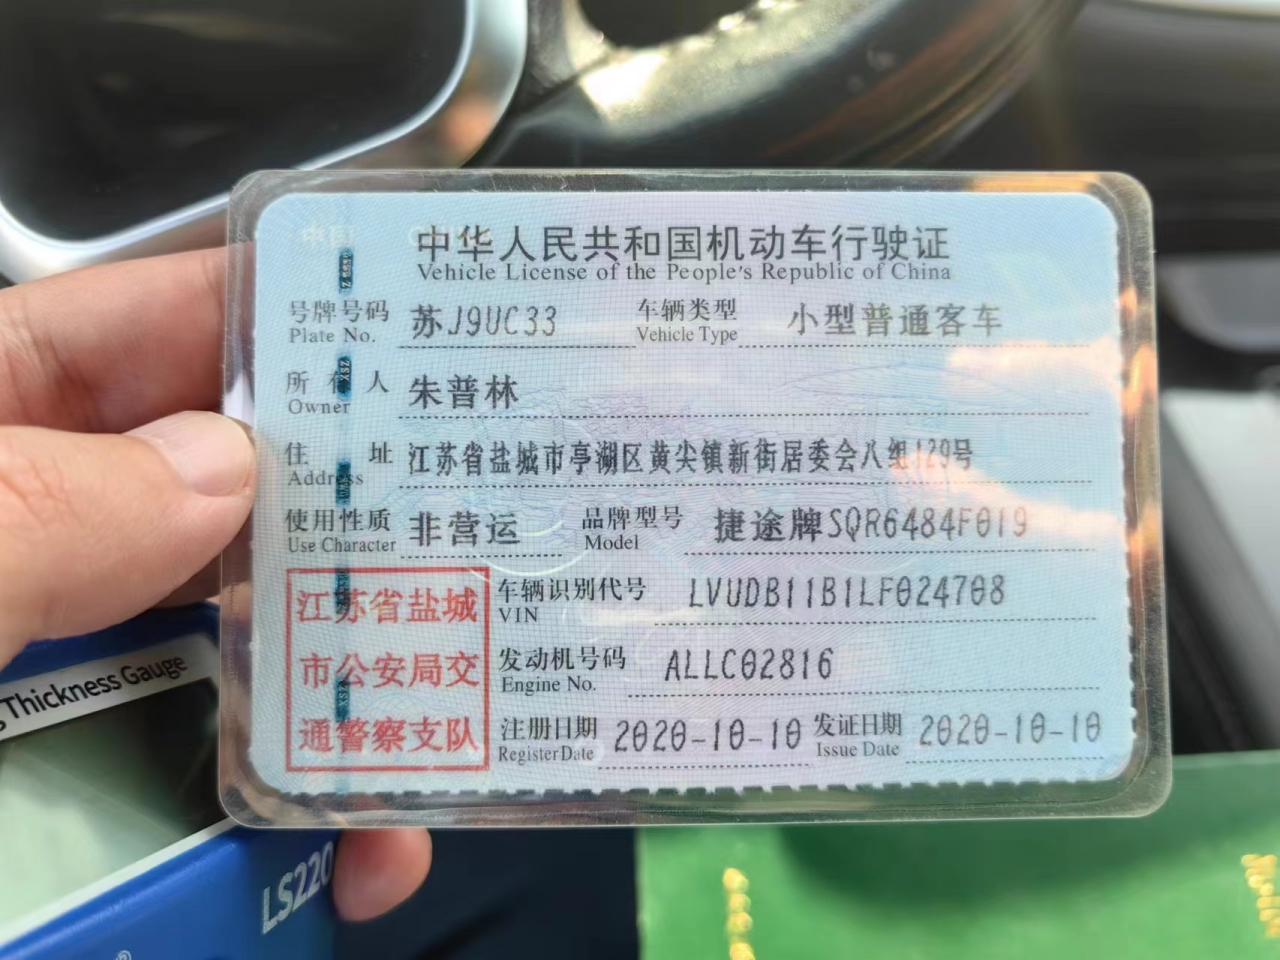 中华人民共和国机动车行驶证
Vehicle License of the People's Republic of China
号牌号码 苏J9UC33 车辆类型 小型普通客车
Plate No. Vehicle Type
所有人 朱普林
Owner
住址 江苏省盐城市亭湖区黄尖镇新街居委会八组129号
Address
使用性质 非营运 品牌型号 捷途牌SQR6484F019
Use Character Model
江苏省盐城
市公安局交
通警察支队
车辆识别代号 LVUDB11B1LF024708
VIN
发动机号码 ALLC02816
Engine No.
注册日期 2020-10-10 发证日期 2020-10-10
Register Date Issue Date
Thickness Gauge
LS220